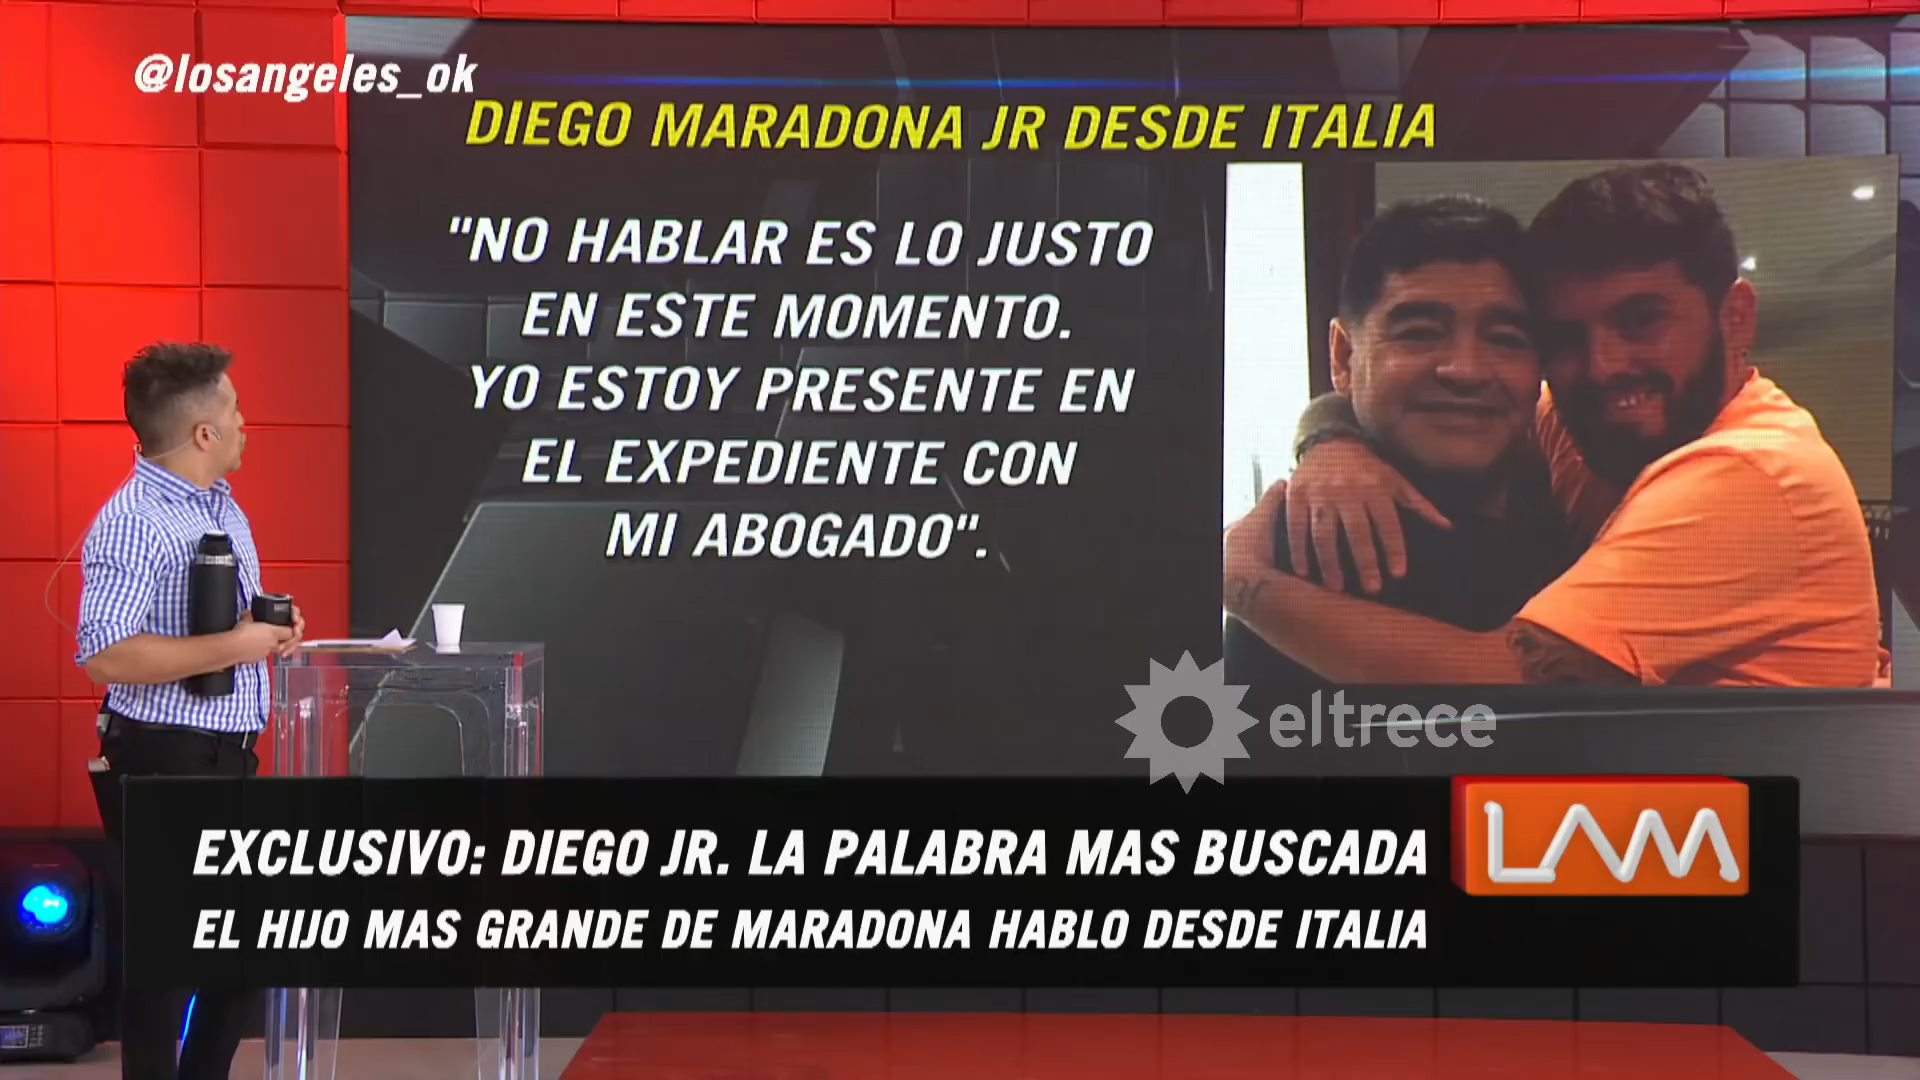 @losangeles_ok
DIEGO MARADONA JR DESDE ITALIA
"NO HABLAR ES LO JUSTO
EN ESTE MOMENTO.
YO ESTOY PRESENTE EN
EL EXPEDIENTE CON
MI ABOGADO".
eltrece
LAM
EXCLUSIVO: DIEGO JR. LA PALABRA MAS BUSCADA
EL HIJO MAS GRANDE DE MARADONA HABLO DESDE ITALIA